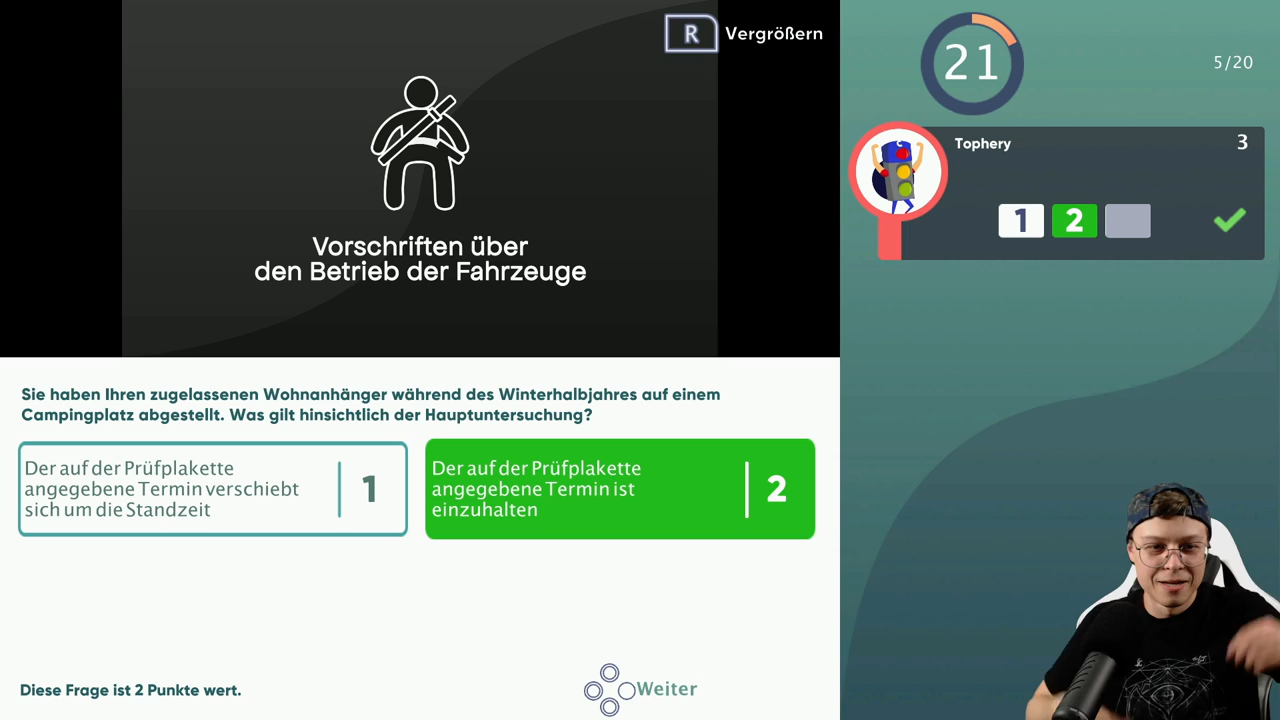 R Vergrößern
Vorschriften über
den Betrieb der Fahrzeuge
21
5/20
Tophery 3
1 2
Sie haben Ihren zugelassenen Wohnanhänger während des Winterhalbjahres auf einem
Campingplatz abgestellt. Was gilt hinsichtlich der Hauptuntersuchung?
Der auf der Prüfplakette
angegebene Termin verschiebt
sich um die Standzeit
1
Der auf der Prüfplakette
angegebene Termin ist
einzuhalten
2
Diese Frage ist 2 Punkte wert.
Weiter